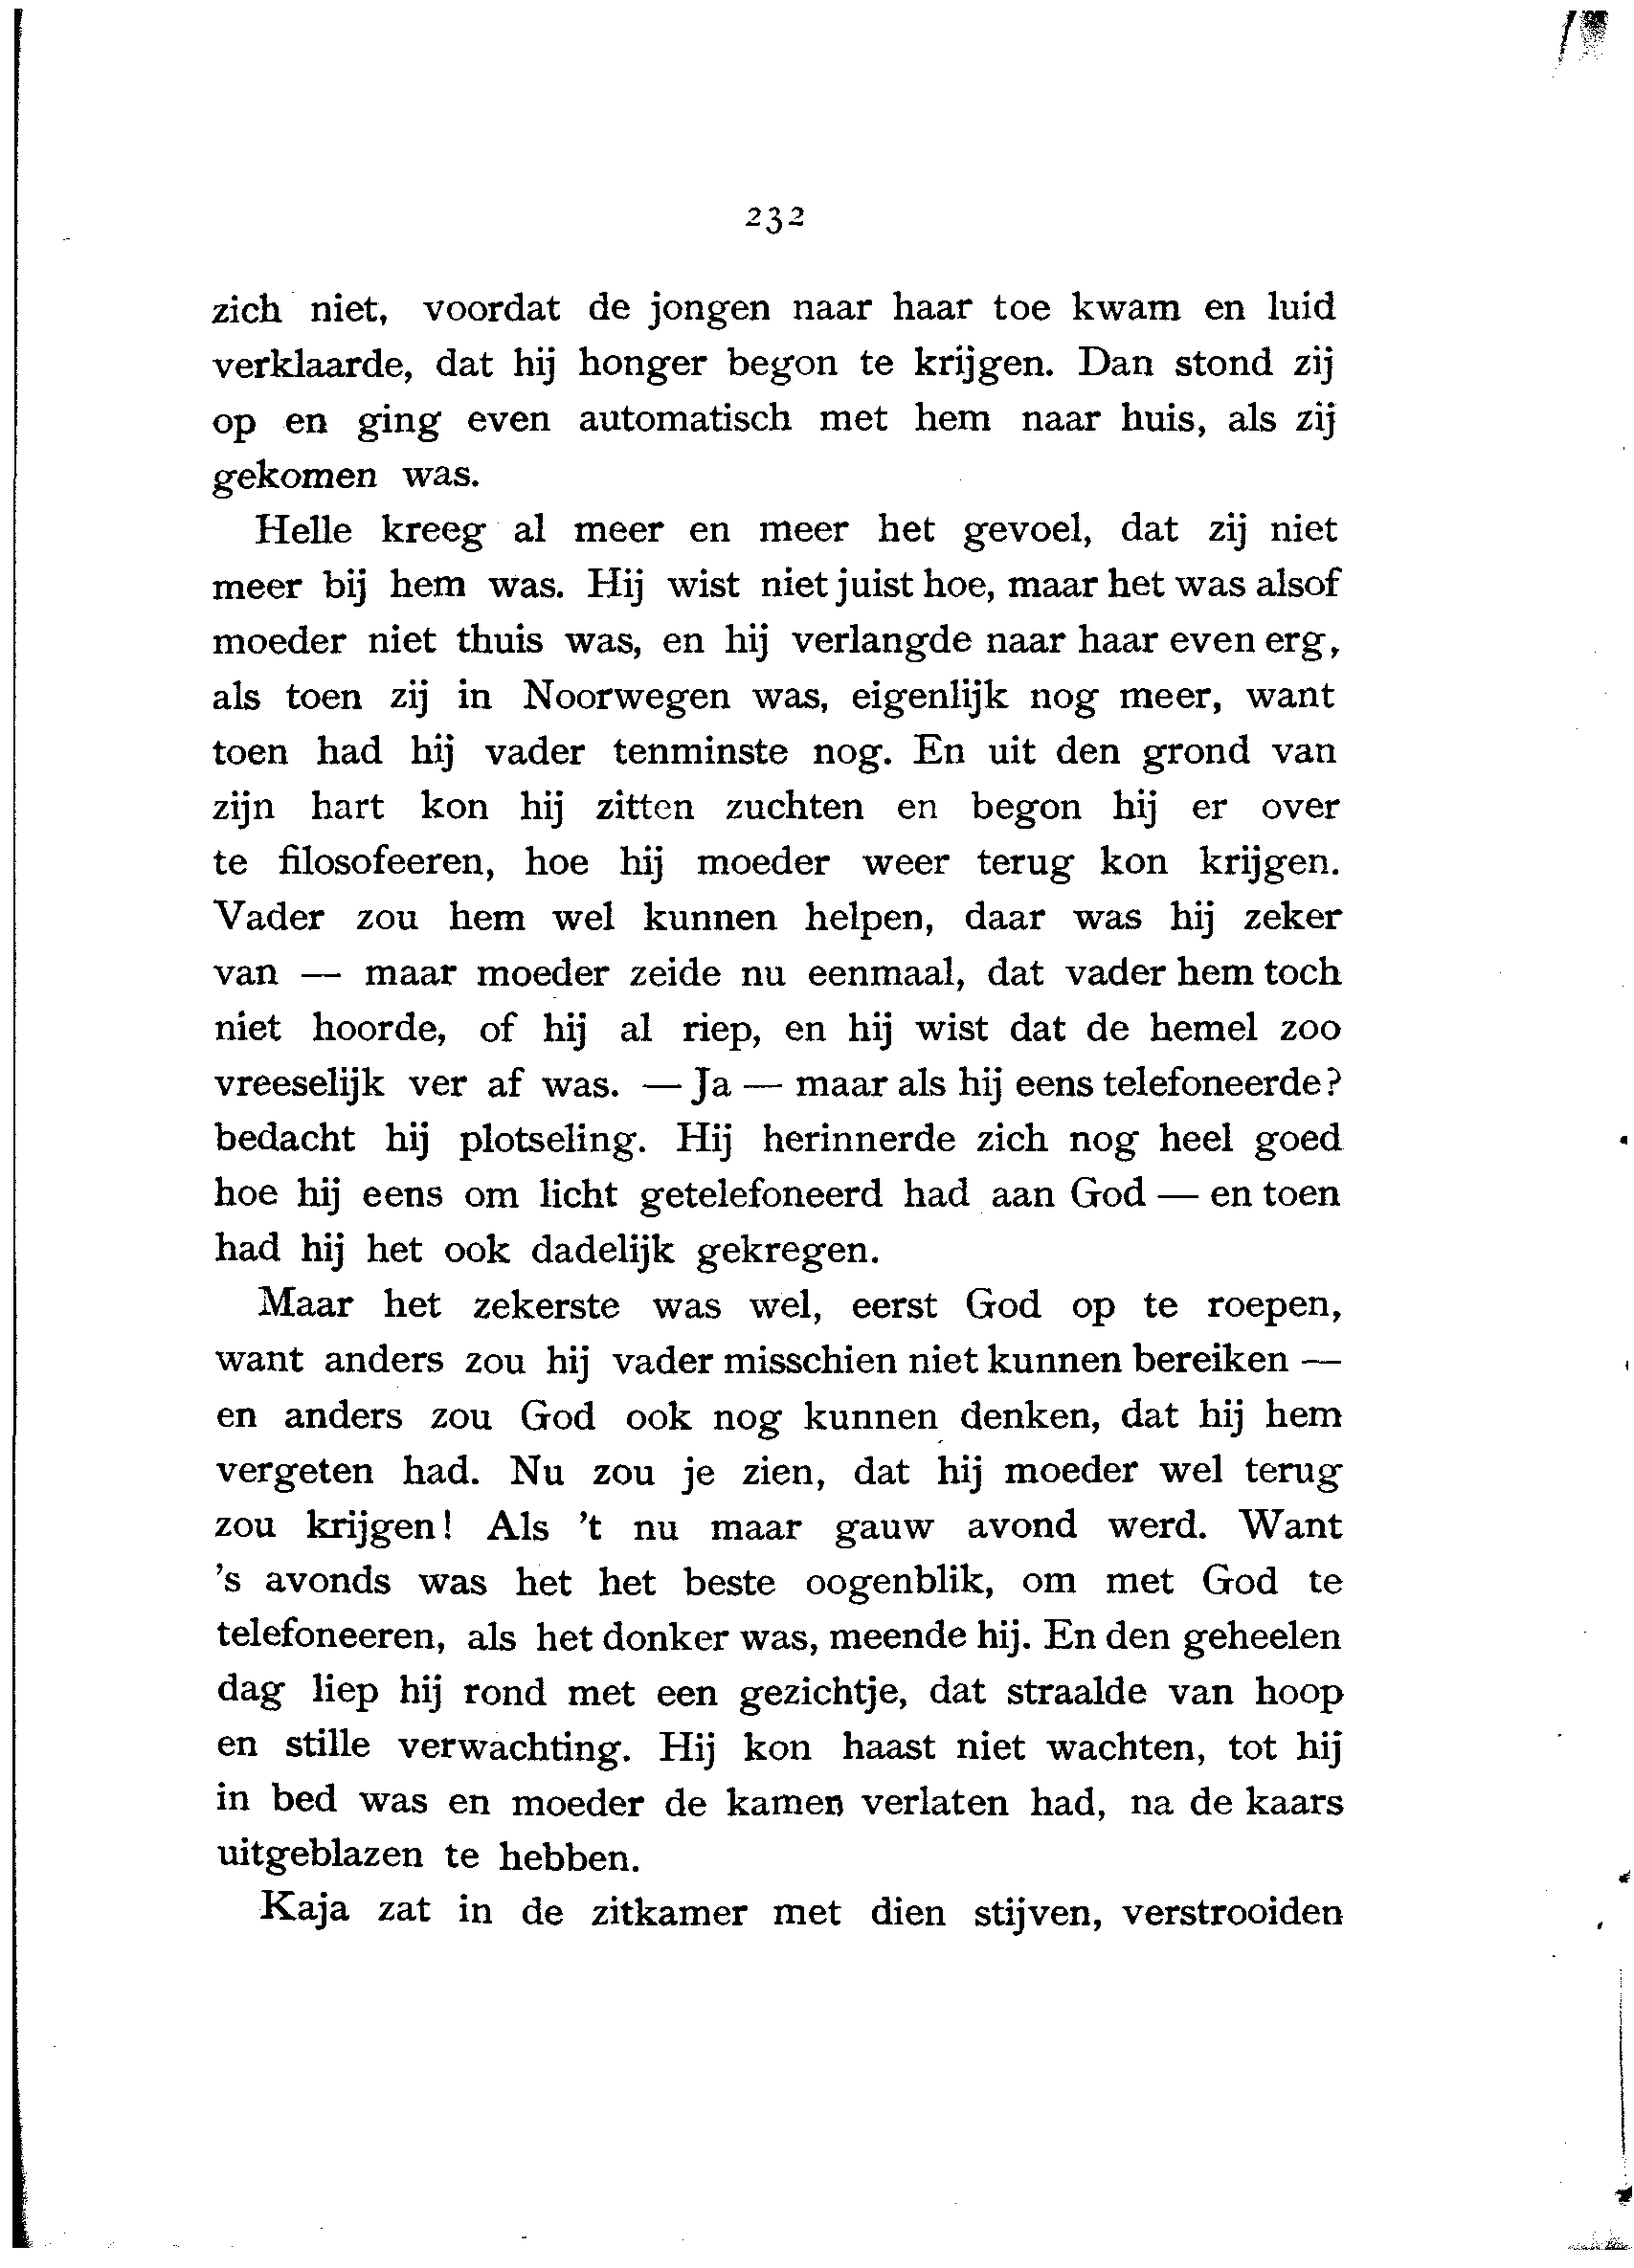 232
zich niet, voordat de jongen naar haar toe kwam en luid
verklaarde, dat hij honger begon te krijgen. Dan stond zij
op en ging even automatisch met hem naar huis, als zij
gekomen was.
Helle kreeg al meer en meer het gevoel, dat zij niet
meer bij hem was. Hij wist niet juist hoe, maar het was alsof
moeder niet thuis was, en hij verlangde naar haar even erg,
als toen zij in Noorwegen was, eigenlijk nog meer, want
toen had hij vader tenminste nog. En uit den grond van
zijn hart kon hij zitten zuchten en begon hij er over
te filosofeeren, hoe hij moeder weer terug kon krijgen.
Vader zou hem wel kunnen helpen, daar was hij zeker
van — maar moeder zeide nu eenmaal, dat vader hem toch
niet hoorde, of hij al riep, en hij wist dat de hemel zoo
vreeselijk ver af was. — Ja — maar als hij eens telefoneerde?
bedacht hij plotseling. Hij herinnerde zich nog heel goed
hoe hij eens om licht getelefoneerd had aan God — en toen
had hij het ook dadelijk gekregen.
Maar het zekerste was wel, eerst God op te roepen,
want anders zou hij vader misschien niet kunnen bereiken —
en anders zou God ook nog kunnen denken, dat hij hem
vergeten had. Nu zou je zien, dat hij moeder wel terug
zou krijgen! Als 't nu maar gauw avond werd. Want
's avonds was het het beste oogenblik, om met God te
telefoneeren, als het donker was, meende hij. En den geheelen
dag liep hij rond met een gezichtje, dat straalde van hoop
en stille verwachting. Hij kon haast niet wachten, tot hij
in bed was en moeder de kamen verlaten had, na de kaars
uitgeblazen te hebben.
Kaja zat in de zitkamer met dien stijven, verstrooiden